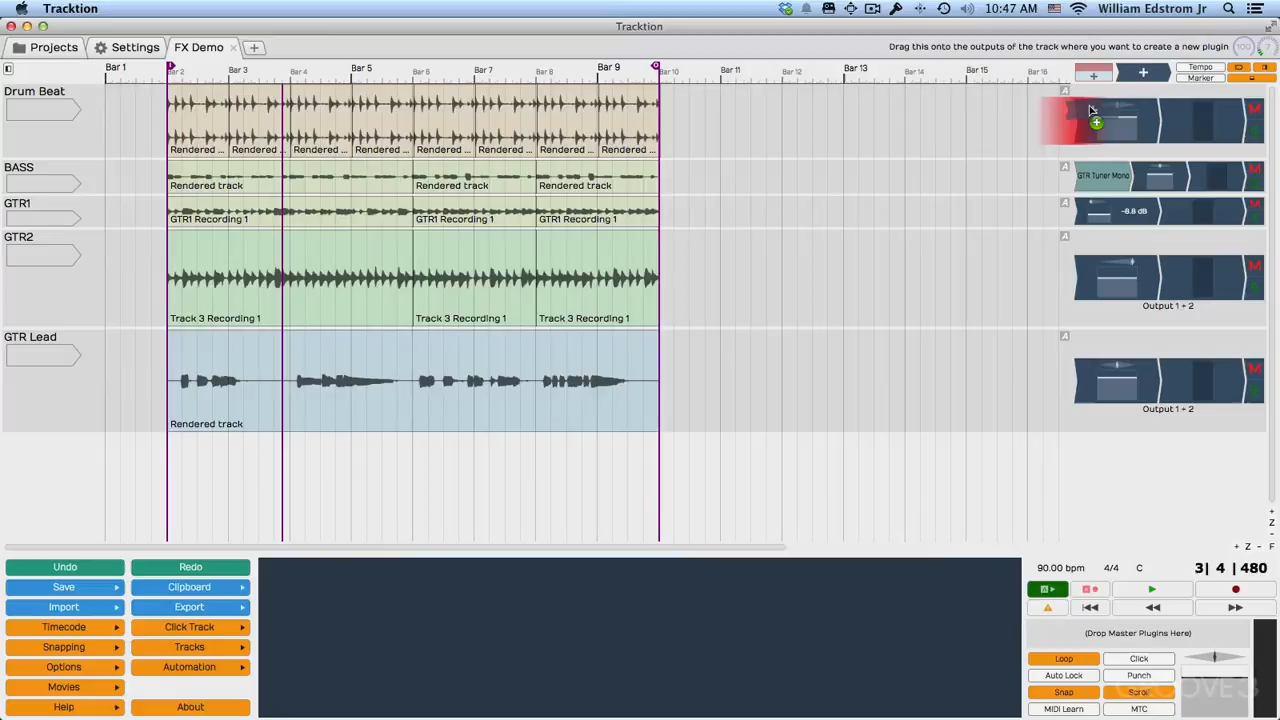 Tracktion
10:47 AM
William Edstrom Jr
Tracktion
Projects
Settings
FX Demo
Drag this onto the outputs of the track where you want to create a new plugin
100
7
Bar 1
Bar 2
Bar 3
Bar 4
Bar 5
Bar 6
Bar 7
Bar 8
Bar 9
Bar 10
Bar 11
Bar 12
Bar 13
Bar 14
Bar 15
Bar 16
Tempo
Marker
Drum Beat
A
M
Rendered ...
Rendered ...
Rendered ...
Rendered ...
Rendered ...
Rendered ...
Rendered ...
Rendered ...
BASS
A
GTR Tuner Mono
M
Rendered track
Rendered track
Rendered track
GTR1
-8.8 dB
M
GTR1 Recording 1
GTR1 Recording 1
GTR1 Recording 1
GTR2
A
M
Output 1 + 2
Track 3 Recording 1
Track 3 Recording 1
Track 3 Recording 1
GTR Lead
A
M
Output 1 + 2
Rendered track
+
Z
-
+ Z - F
Undo
Redo
Save
Clipboard
Import
Export
Timecode
Click Track
Snapping
Tracks
Options
Automation
Movies
Help
About
90.00 bpm
4/4
C
3| 4 | 480
A
A
(Drop Master Plugins Here)
Loop
Click
Auto Lock
Punch
Snap
Scroll
MIDI Learn
MTC
GROOVE3